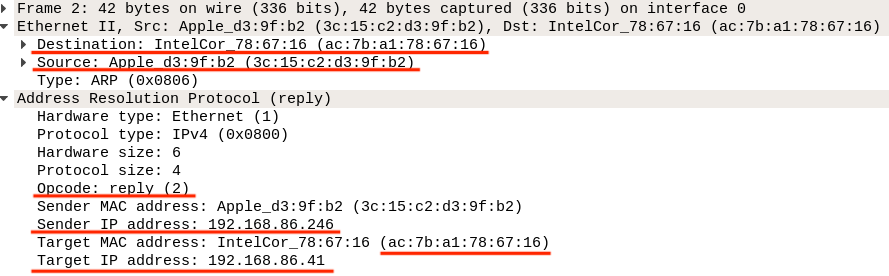 Frame 2: 42 bytes on wire (336 bits), 42 bytes captured (336 bits) on interface 0
Ethernet II, Src: Apple_d3:9f:b2 (3c:15:c2:d3:9f:b2), Dst: IntelCor_78:67:16 (ac:7b:a1:78:67:16)
Destination: IntelCor_78:67:16 (ac:7b:a1:78:67:16)
Source: Apple_d3:9f:b2 (3c:15:c2:d3:9f:b2)
Type: ARP (0x0806)
Address Resolution Protocol (reply)
Hardware type: Ethernet (1)
Protocol type: IPv4 (0x0800)
Hardware size: 6
Protocol size: 4
Opcode: reply (2)
Sender MAC address: Apple_d3:9f:b2 (3c:15:c2:d3:9f:b2)
Sender IP address: 192.168.86.246
Target MAC address: IntelCor_78:67:16 (ac:7b:a1:78:67:16)
Target IP address: 192.168.86.41